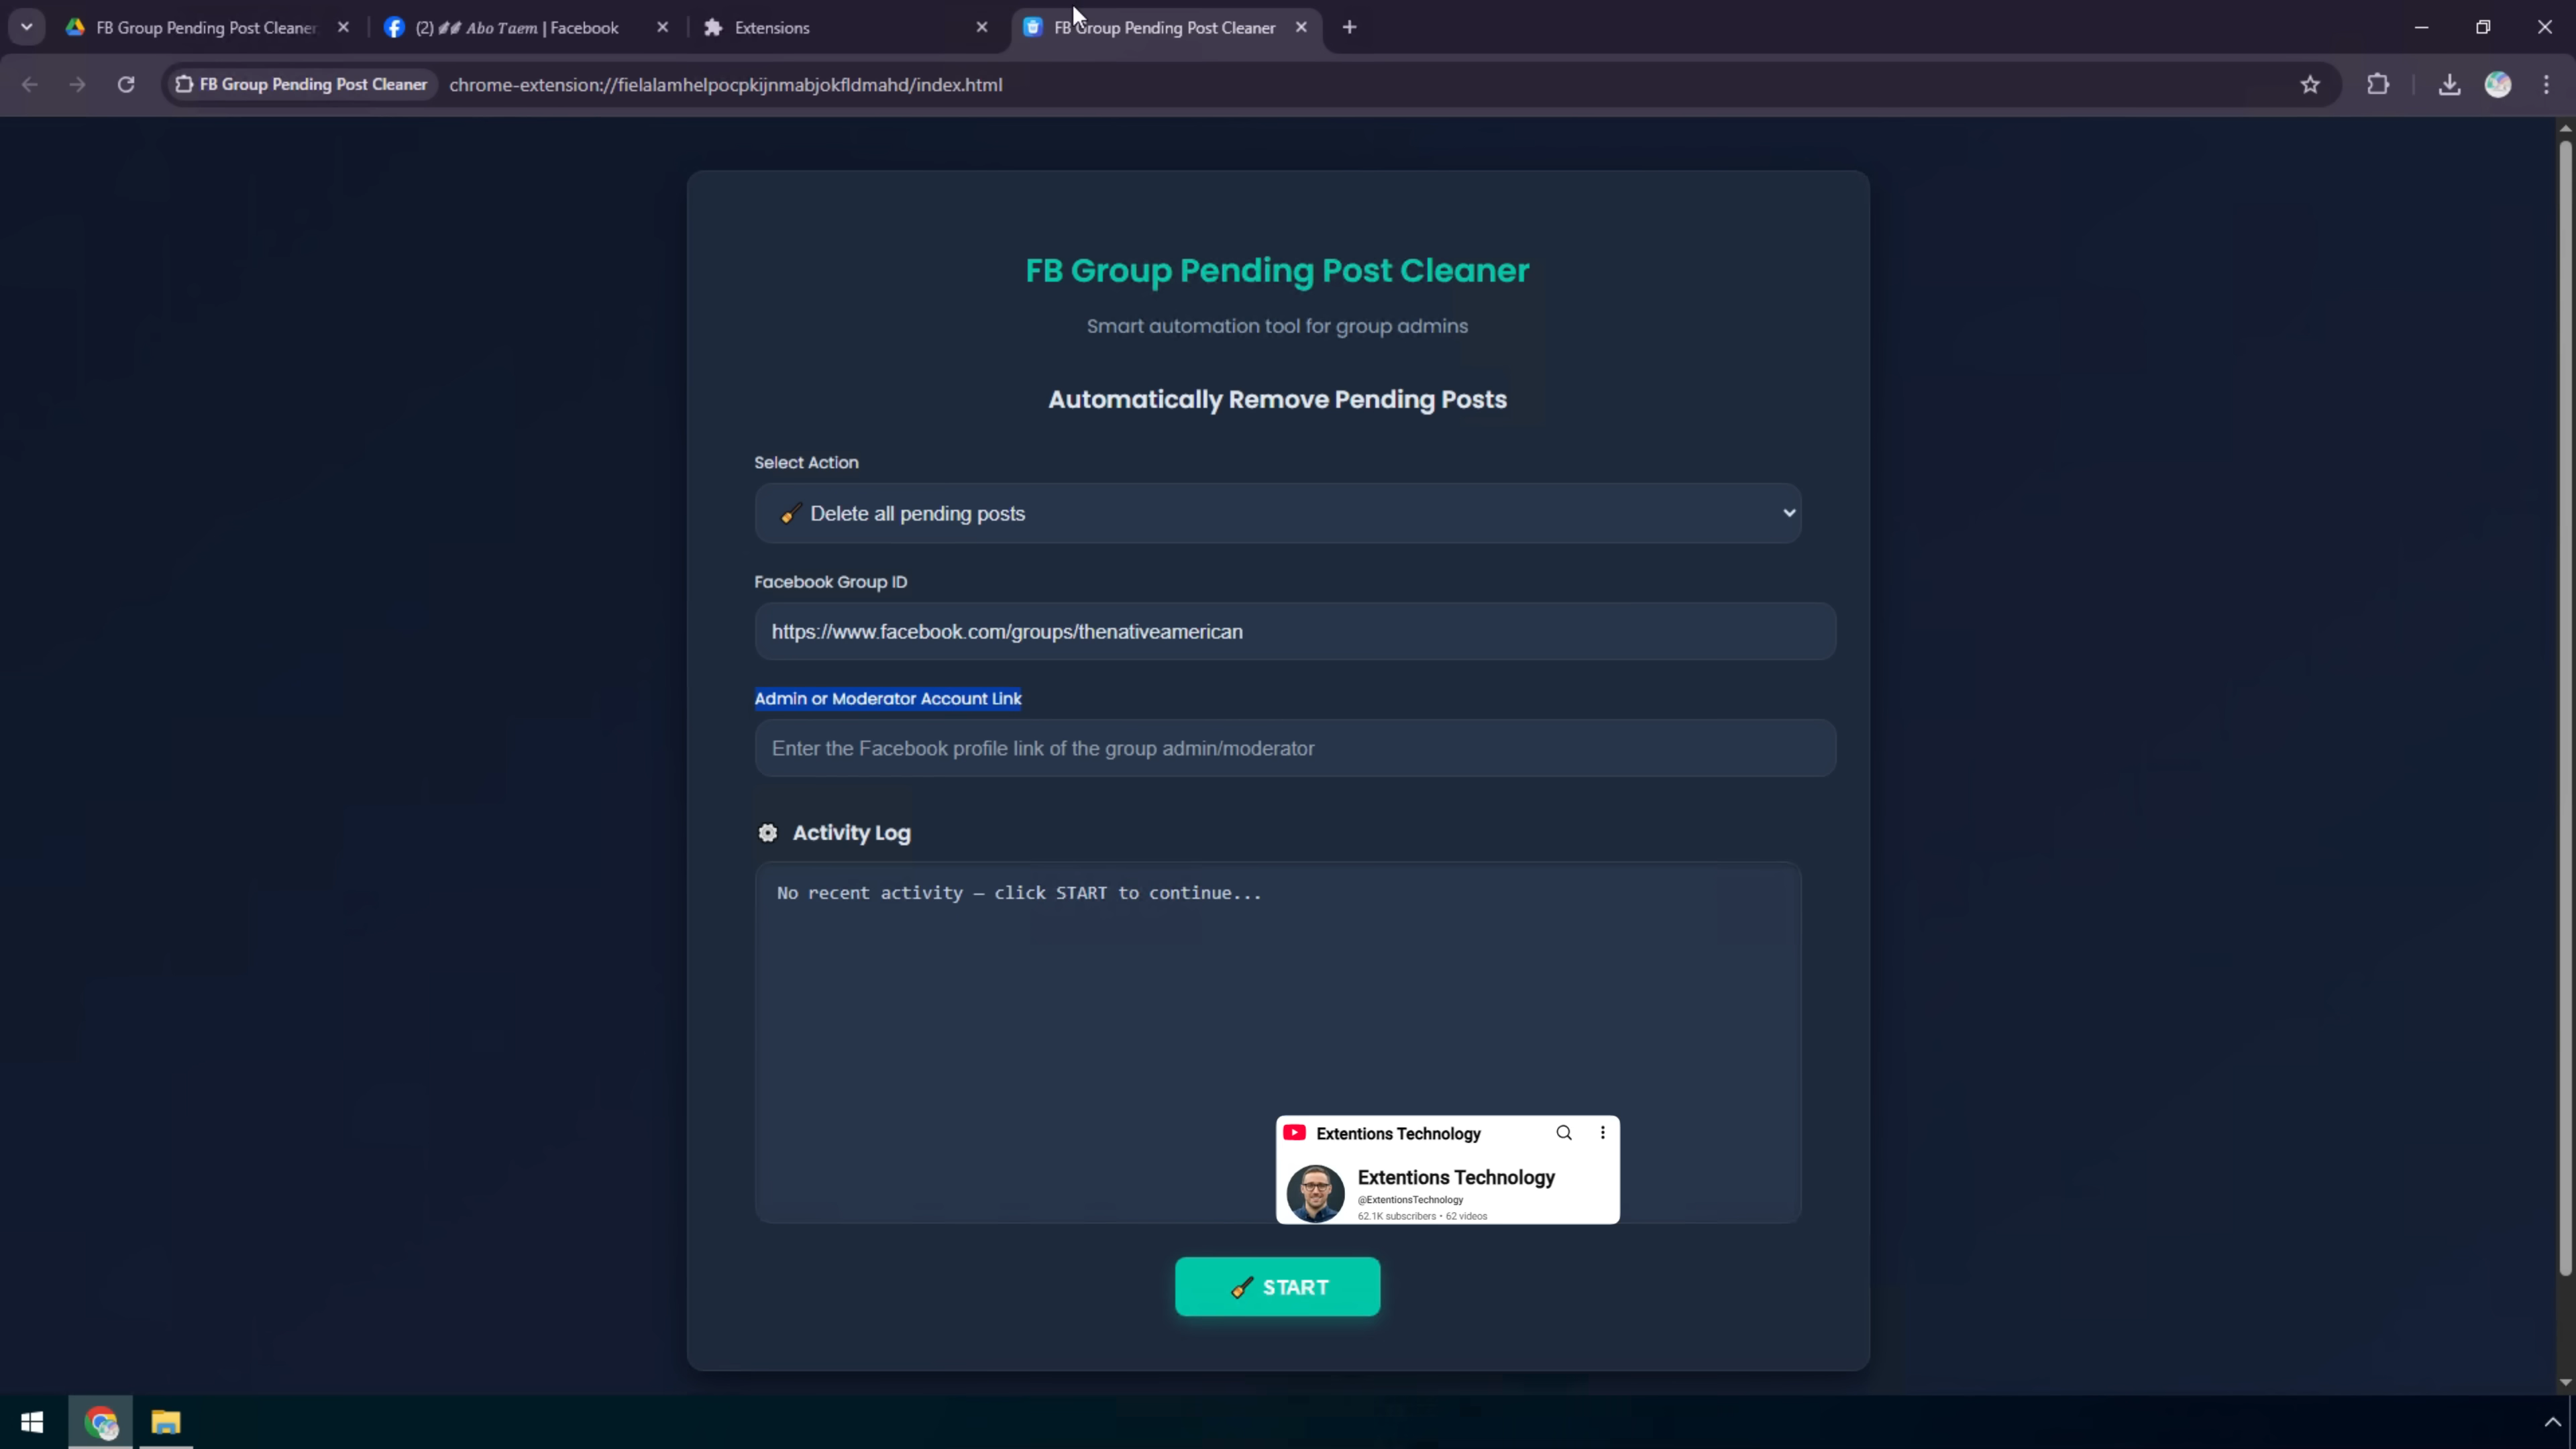 FB Group Pending Post Cleaner
(2) 𝑨𝒃𝒐 𝑻𝒂𝒆𝒎 | Facebook
Extensions
FB Group Pending Post Cleaner
FB Group Pending Post Cleaner
chrome-extension://fielalamhelpocpkijnmabjokfldmahd/index.html
FB Group Pending Post Cleaner
Smart automation tool for group admins
Automatically Remove Pending Posts
Select Action
Delete all pending posts
Facebook Group ID
https://www.facebook.com/groups/thenativeamerican
Admin or Moderator Account Link
Enter the Facebook profile link of the group admin/moderator
Activity Log
No recent activity – click START to continue...
Extentions Technology
Extentions Technology
@ExtentionsTechnology
62.1K subscribers • 62 videos
START